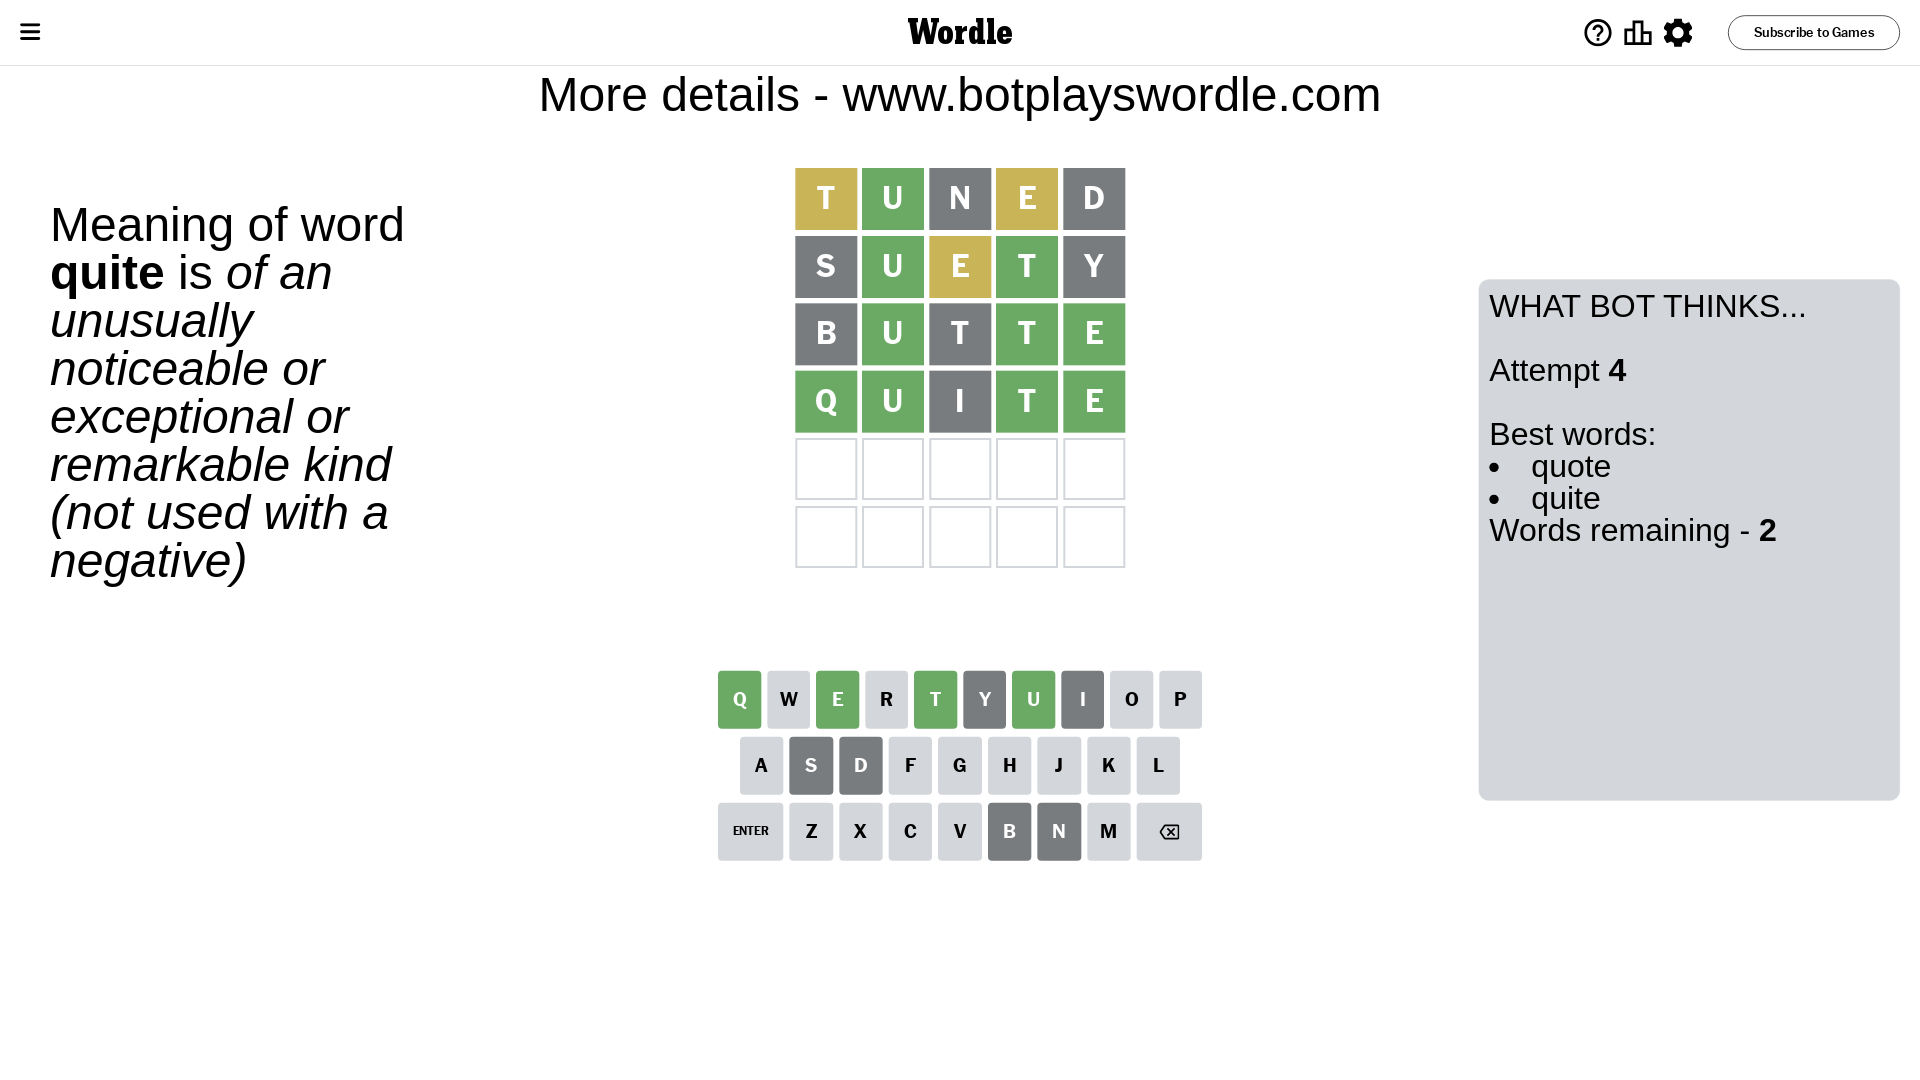 Wordle
Subscribe to Games
More details - www.botplayswordle.com
Meaning of word
quite is of an
unusually
noticeable or
exceptional or
remarkable kind
(not used with a
negative)
T U N E D
S U E T Y
B U T T E
Q U I T E
WHAT BOT THINKS...
Attempt 4
Best words:
• quote
• quite
Words remaining - 2
Q W E R T Y U I O P
A S D F G H J K L
ENTER Z X C V B N M